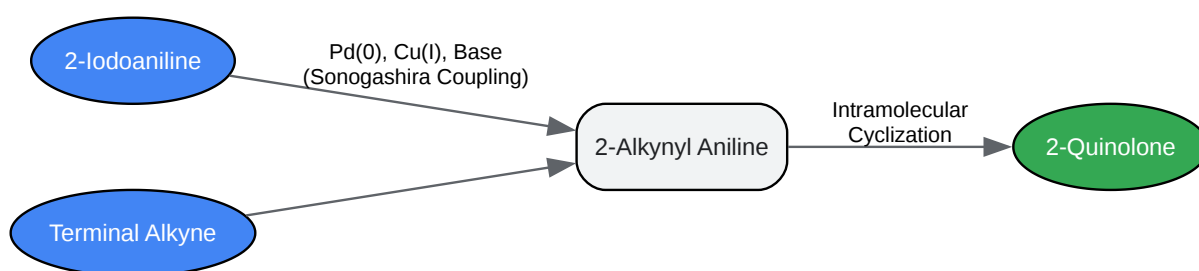 2-Iodoaniline
Pd(0), Cu(I), Base
(Sonogashira Coupling)
Terminal Alkyne
2-Alkynyl Aniline
Intramolecular
Cyclization
2-Quinolone